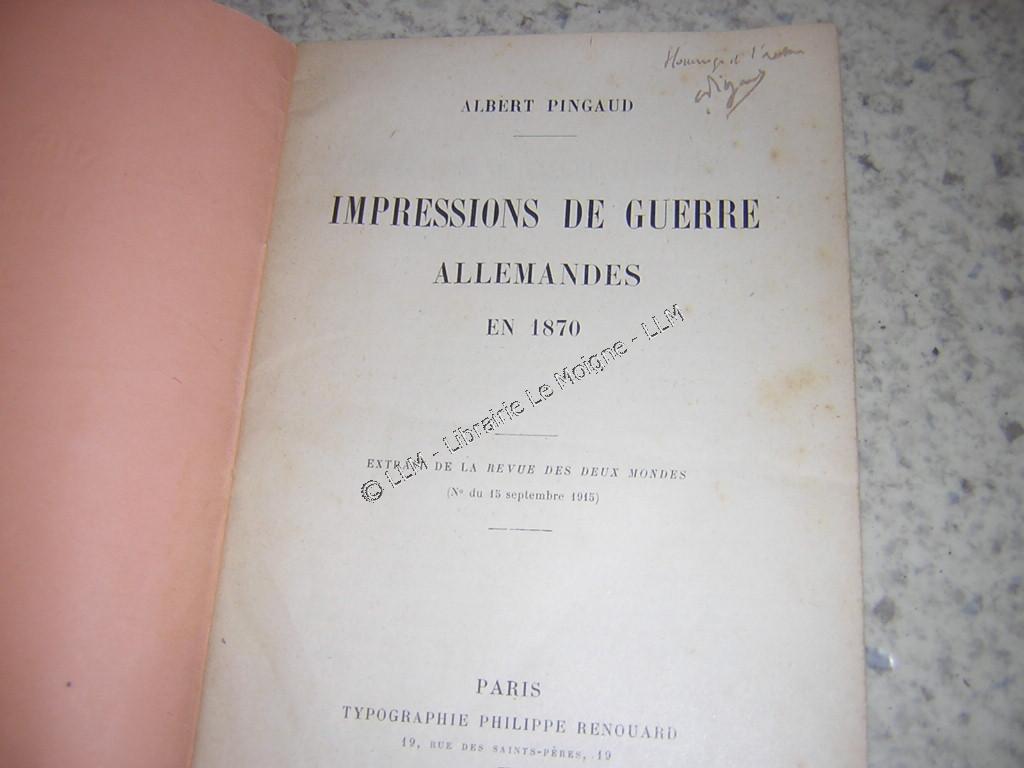 Hommage de l'auteur
ALBERT PINGAUD
IMPRESSIONS DE GUERRE
ALLEMANDES
EN 1870
EXTRAIT DE LA REVUE DES DEUX MONDES
(No du 15 septembre 1915)
PARIS
TYPOGRAPHIE PHILIPPE RENOUARD
19, RUE DES SAINTS-PÈRES, 19
© LLM - Librairie Le Moigne - LLM